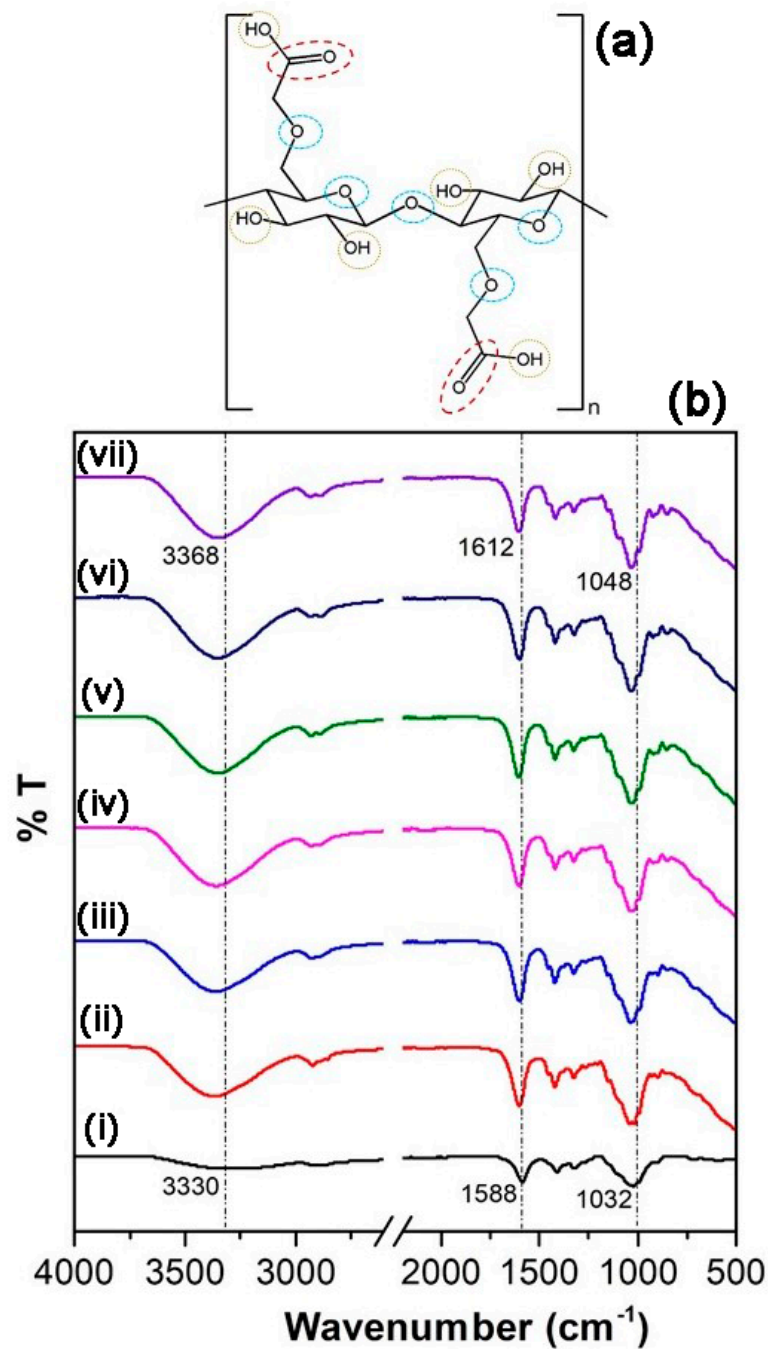 (a)
HO
O
O
OH
HO
O
O
HO
OH
O
O
OH
O
n
(b)
(vii)
3368
1612
1048
(vi)
(v)
(iv)
(iii)
(ii)
(i)
3330
1588
1032
% T
4000 3500 3000 2000 1500 1000 500
Wavenumber (cm⁻¹)